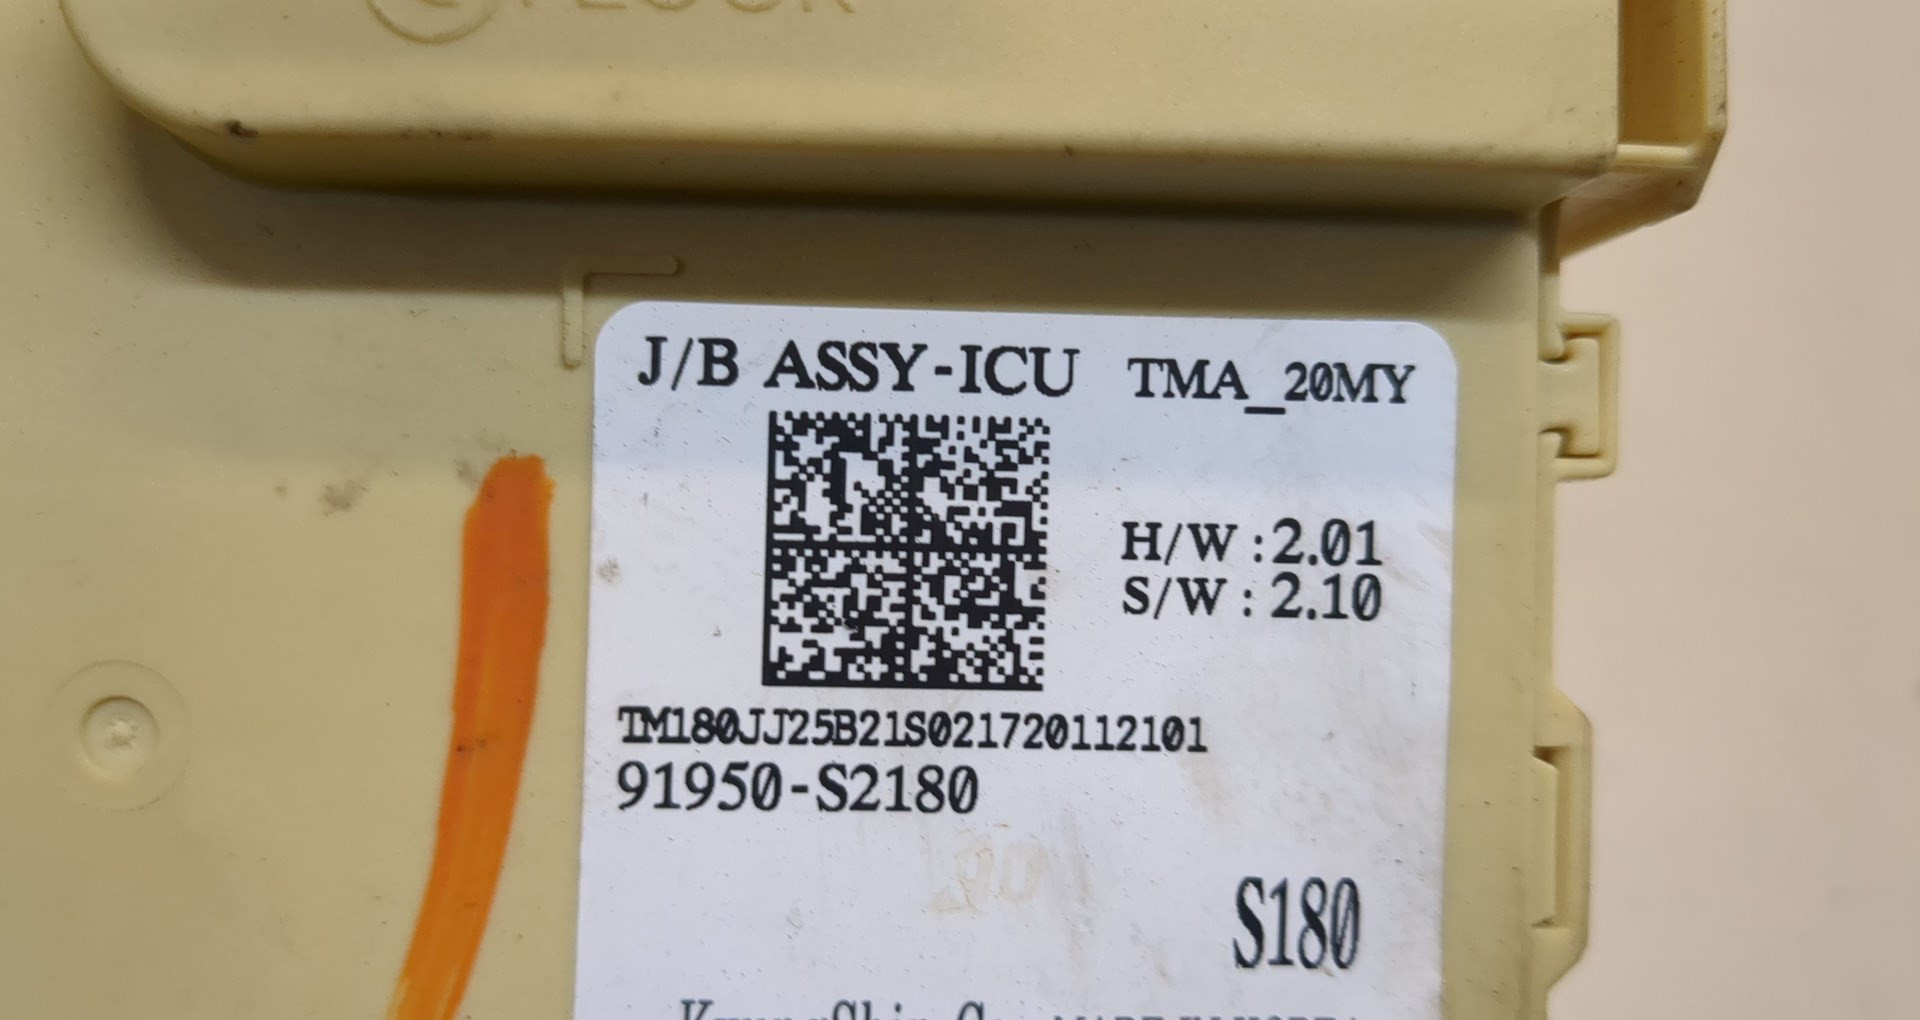 J/B ASSY-ICU TMA_20MY
H/W :2.01
S/W : 2.10
TM180JJ25B21S021720112101
91950-S2180
S180